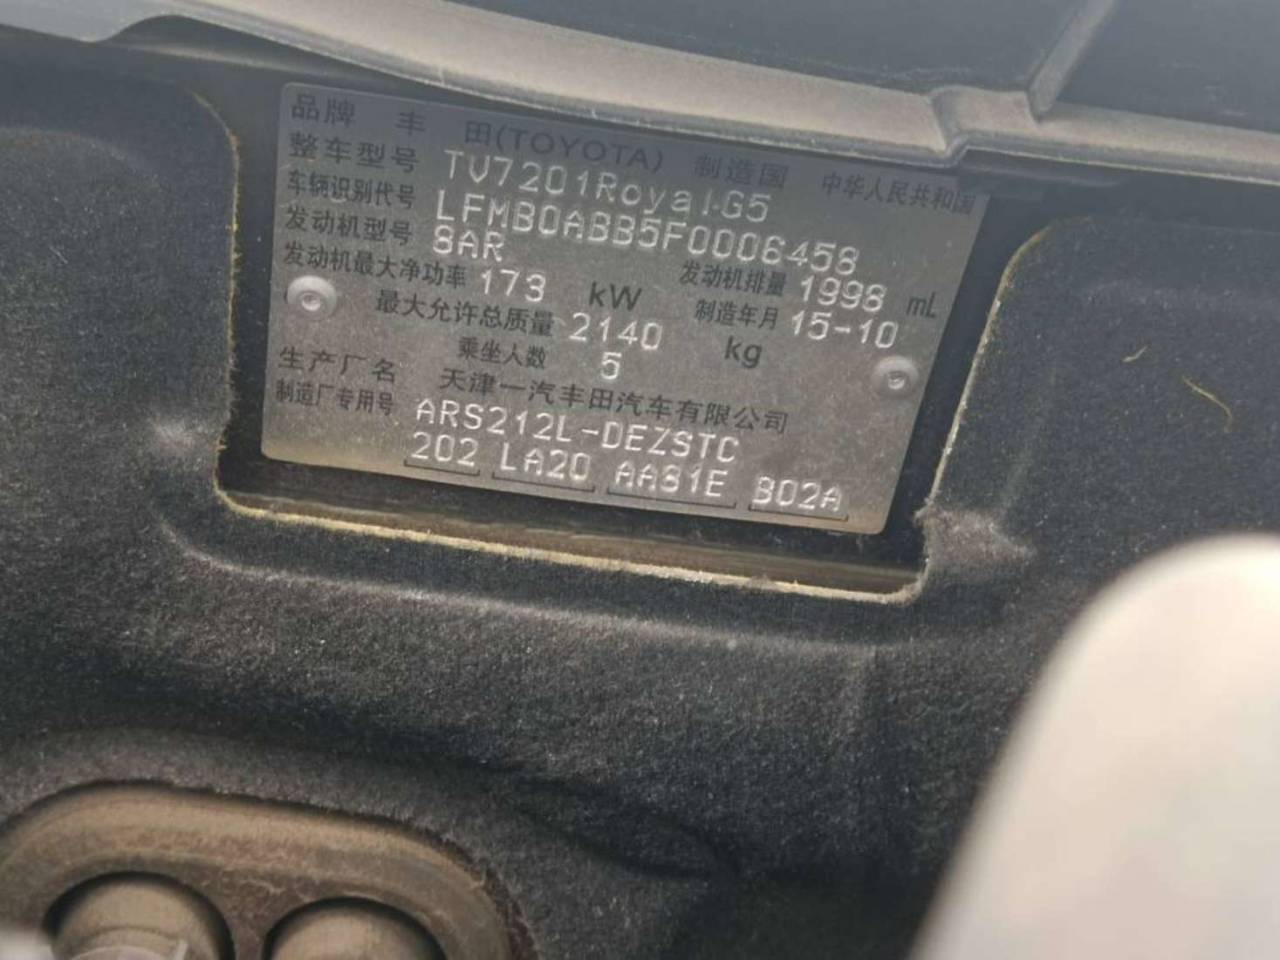 品牌 丰 田(TOYOTA) 制造国 中华人民共和国
整车型号 TV7201Royal·G5
车辆识别代号 LFMB0ABB5F0006458
发动机型号 8AR 发动机排量 1998 mL
发动机最大净功率 173 kW 制造年月 15-10
最大允许总质量 2140 kg
乘坐人数 5
生产厂名 天津一汽丰田汽车有限公司
制造厂专用号 ARS212L-DEZSTC
202 LA20 AA81E B02A